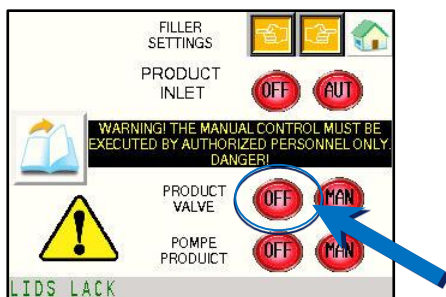 FILLER
SETTINGS
PRODUCT
INLET
OFF
AUT
WARNING! THE MANUAL CONTROL MUST BE
EXECUTED BY AUTHORIZED PERSONNEL ONLY.
DANGER!
PRODUCT
VALVE
OFF
MAN
POMPE
PRODUCT
OFF
MAN
LIDS LACK